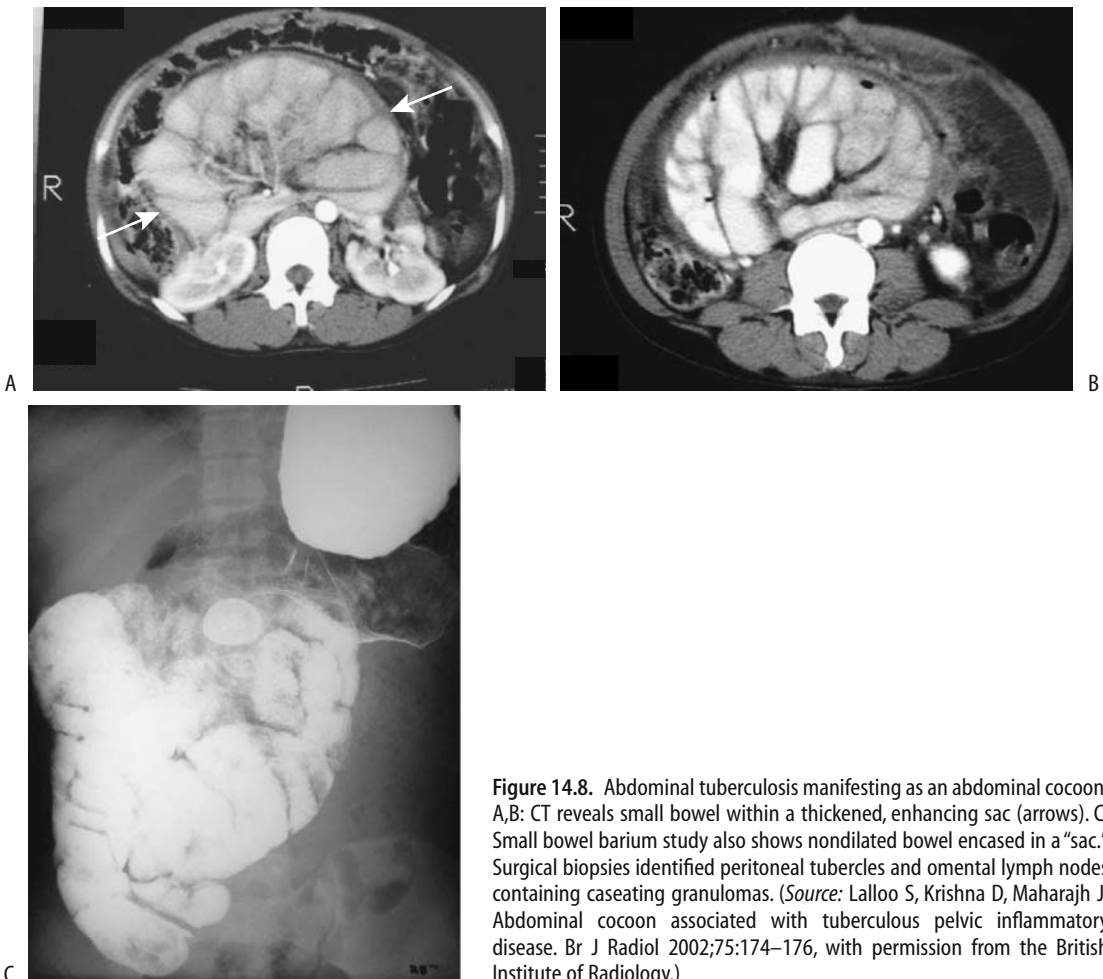 R
A
R
B
C
Figure 14.8. Abdominal tuberculosis manifesting as an abdominal cocoon
A,B: CT reveals small bowel within a thickened, enhancing sac (arrows). C
Small bowel barium study also shows nondilated bowel encased in a “sac.”
Surgical biopsies identified peritoneal tubercles and omental lymph nodes
containing caseating granulomas. (Source: Lalloo S, Krishna D, Maharajh J
Abdominal cocoon associated with tuberculous pelvic inflammatory
disease. Br J Radiol 2002;75:174–176, with permission from the British
Institute of Radiology.)